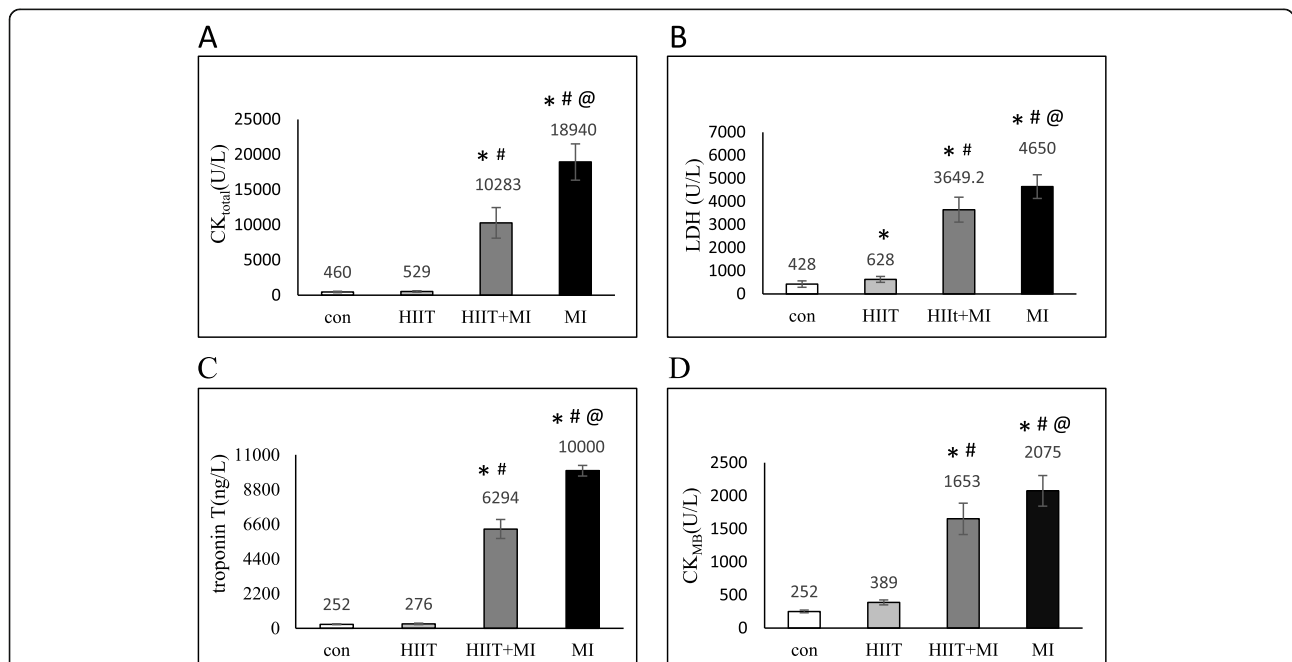 A
* # @
25000
18940
20000
* #
15000
10283
CKtotal(U/L)
10000
5000
460
529
0
con HIIT HIIT+MI MI
B
* # @
7000
* #
4650
6000
3649.2
5000
LDH (U/L)
4000
3000
*
2000
428
628
1000
0
con HIIT HIIt+MI MI
C
* # @
11000
10000
* #
8800
6294
troponin T(ng/L)
6600
4400
2200
252
276
0
con HIIT HIIT+MI MI
D
* # @
* #
2075
2500
1653
2000
CKMB(U/L)
1500
1000
252
389
500
0
con HIIT HIIT+MI MI